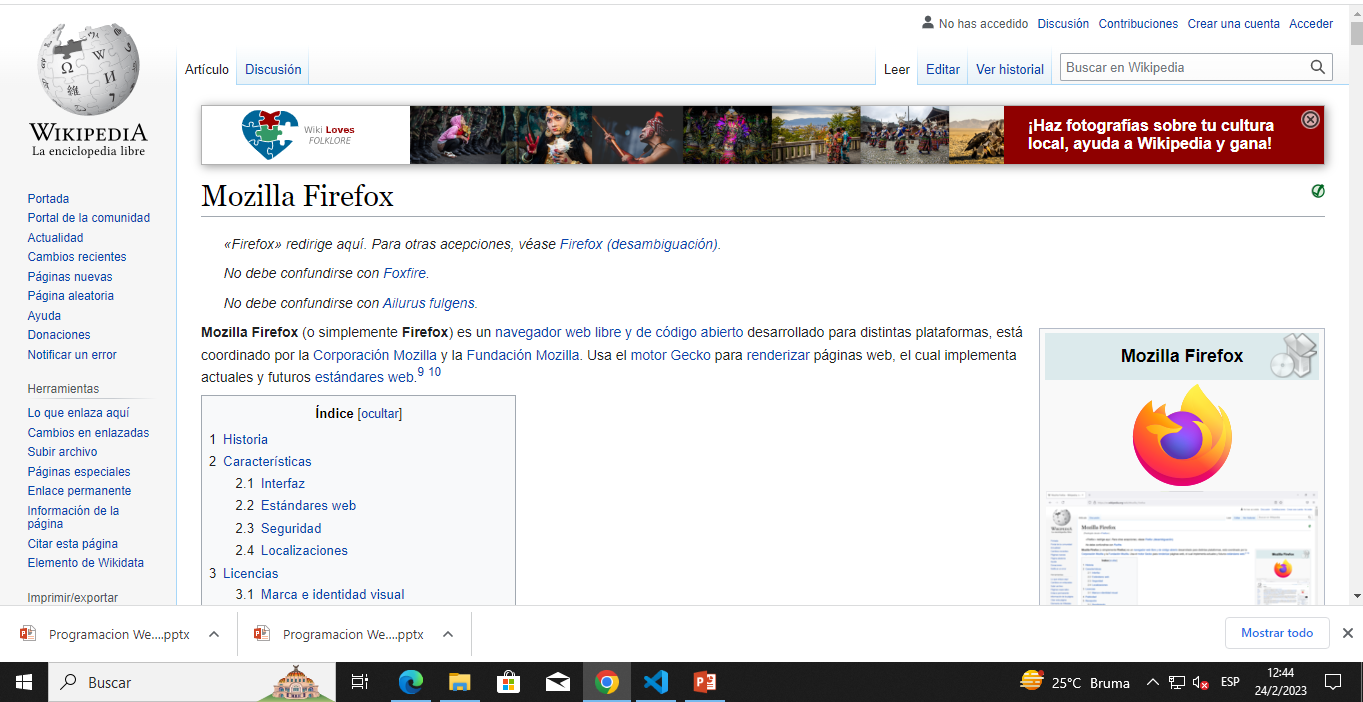 No has accedido Discusión Contribuciones Crear una cuenta Acceder
WIKIPEDIA
La enciclopedia libre
Artículo Discusión Leer Editar Ver historial Buscar en Wikipedia
Wiki Loves
FOLKLORE
¡Haz fotografías sobre tu cultura
local, ayuda a Wikipedia y gana!
Portada
Portal de la comunidad
Actualidad
Cambios recientes
Páginas nuevas
Página aleatoria
Ayuda
Donaciones
Notificar un error
Herramientas
Lo que enlaza aquí
Cambios en enlazadas
Subir archivo
Páginas especiales
Enlace permanente
Información de la
página
Citar esta página
Elemento de Wikidata
Imprimir/exportar
Mozilla Firefox
«Firefox» redirige aquí. Para otras acepciones, véase Firefox (desambiguación).
No debe confundirse con Foxfire.
No debe confundirse con Ailurus fulgens.
Mozilla Firefox (o simplemente Firefox) es un navegador web libre y de código abierto desarrollado para distintas plataformas, está
coordinado por la Corporación Mozilla y la Fundación Mozilla. Usa el motor Gecko para renderizar páginas web, el cual implementa
actuales y futuros estándares web.9 10
Índice [ocultar]
1 Historia
2 Características
2.1 Interfaz
2.2 Estándares web
2.3 Seguridad
2.4 Localizaciones
3 Licencias
3.1 Marca e identidad visual
Mozilla Firefox
Mozilla Firefox
Mozilla Firefox
Programacion We....pptx
Programacion We....pptx
Mostrar todo
Buscar
25°C Bruma
ESP
12:44
24/2/2023